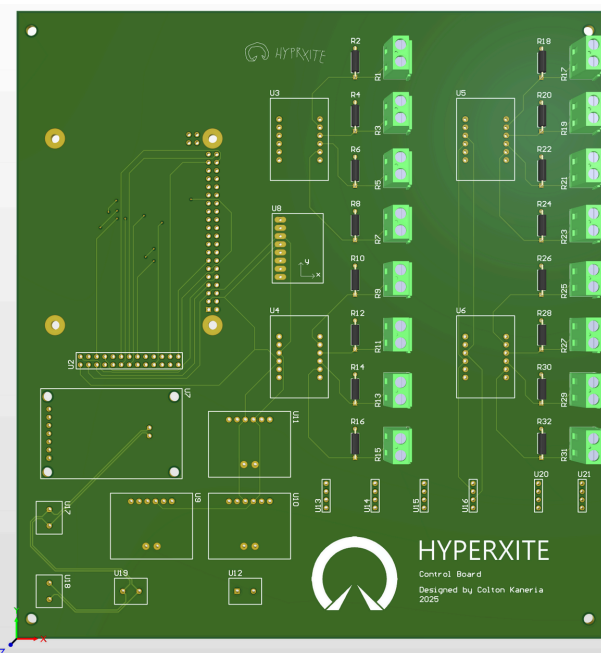 HYPRXITE
R2
R18
R1
R17
U3
R4
U5
R20
R3
R19
R6
R22
R5
R21
U8
R8
R24
R7
R23
y
x
R10
R26
R9
R25
U4
R12
U6
R28
R11
R27
U2
R14
R30
R13
R29
U7
U11
R16
R32
R15
R31
U13
U14
U15
U16
U20
U21
U17
U9
U10
HYPERXITE
Control Board
Designed by Colton Kaneria
2025
U18
U19
U12
Y
X
Z